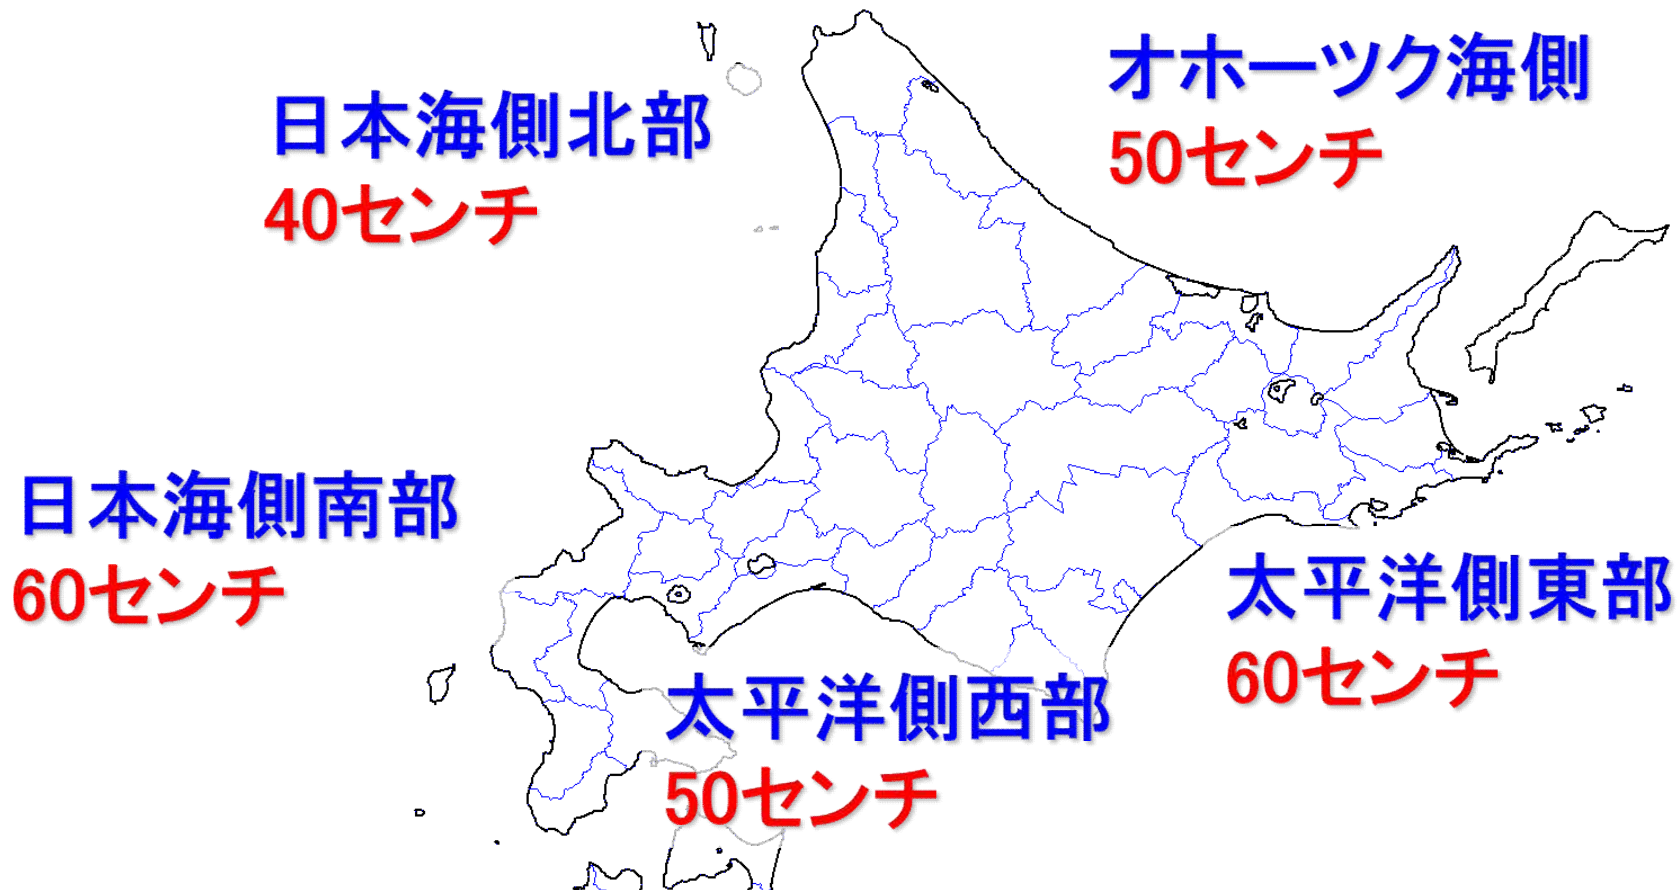 オホーツク海側
50センチ
日本海側北部
40センチ
日本海側南部
60センチ
太平洋側東部
60センチ
太平洋側西部
50センチ